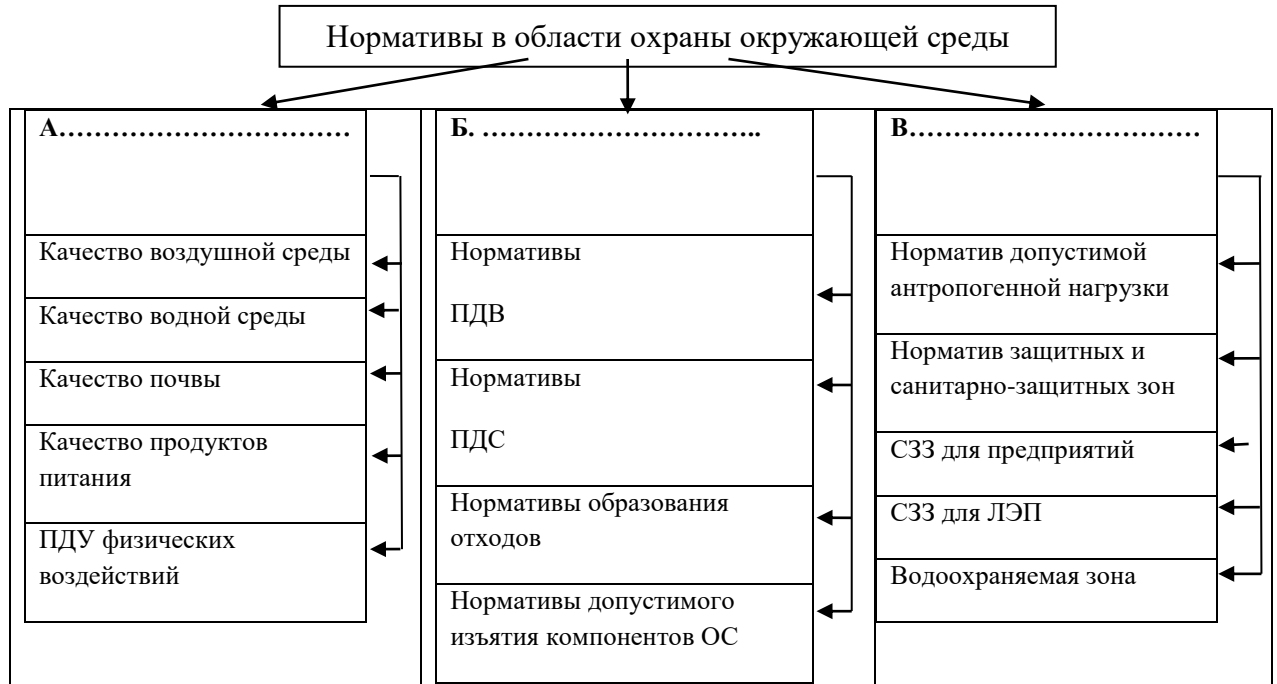 Нормативы в области охраны окружающей среды
А……………………………
Качество воздушной среды
Качество водной среды
Качество почвы
Качество продуктов
питания
ПДУ физических
воздействий
Б. …………………………..
Нормативы
ПДВ
Нормативы
ПДС
Нормативы образования
отходов
Нормативы допустимого
изъятия компонентов ОС
В……………………………
Норматив допустимой
антропогенной нагрузки
Норматив защитных и
санитарно-защитных зон
СЗЗ для предприятий
СЗЗ для ЛЭП
Водоохраняемая зона